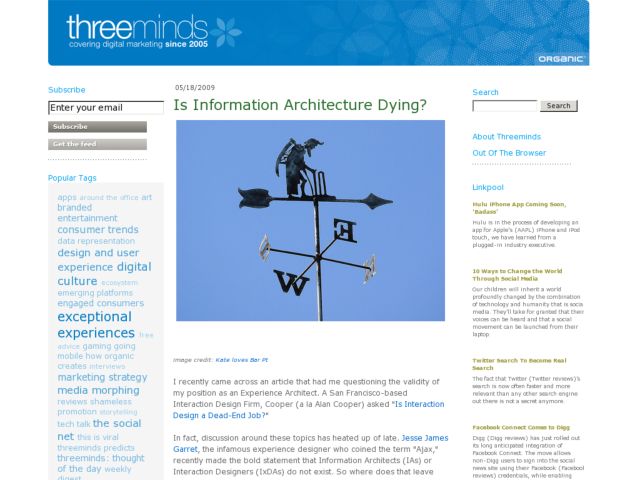 threeminds
covering digital marketing since 2005
ORGANIC
Subscribe
Enter your email
Subscribe
Get the feed
Popular Tags
apps around the office art
branded
entertainment
consumer trends
data representation
design and user
experience digital
culture ecosystem
emerging platforms
engaged consumers
exceptional
experiences free
advice gaming going
mobile how organic
creates interviews
marketing strategy
media morphing
reviews shameless
promotion storytelling
tech talk the social
net this is viral
threeminds predicts
threeminds: thought
of the day weekly
digest
05/18/2009
Is Information Architecture Dying?
E
W
image credit: Kate loves Bar Pt
I recently came across an article that had me questioning the validity of
my position as an Experience Architect. A San Francisco-based
Interaction Design Firm, Cooper (a la Alan Cooper) asked "Is Interaction
Design a Dead-End Job?"
In fact, discussion around these topics has heated up of late. Jesse James
Garret, the infamous experience designer who coined the term "Ajax,"
recently made the bold statement that Information Architects (IAs) or
Interaction Designers (IxDAs) do not exist. So where does that leave
Search
Search
About Threeminds
Out Of The Browser
Linkpool
Hulu iPhone App Coming Soon,
'Badass'
Hulu is in the process of developing an
app for Apple's (AAPL) iPhone and iPod
touch, we have learned from a
plugged-in industry executive.
10 Ways to Change the World
Through Social Media
Our children will inherit a world
profoundly changed by the combination
of technology and humanity that is social
media. They'll take for granted that their
voices can be heard and that a social
movement can be launched from their
laptop
Twitter Search To Become Real
Search
The fact that Twitter (Twitter reviews)'s
search is now often faster and more
relevant than any other search engine
out there is not a secret anymore.
Facebook Connect Comes to Digg
Digg (Digg reviews) has just rolled out
its long anticipated integration of
Facebook Connect. The move allows
non-Digg users to sign into the social
news site using their Facebook (Facebook
reviews) credentials, while enabling